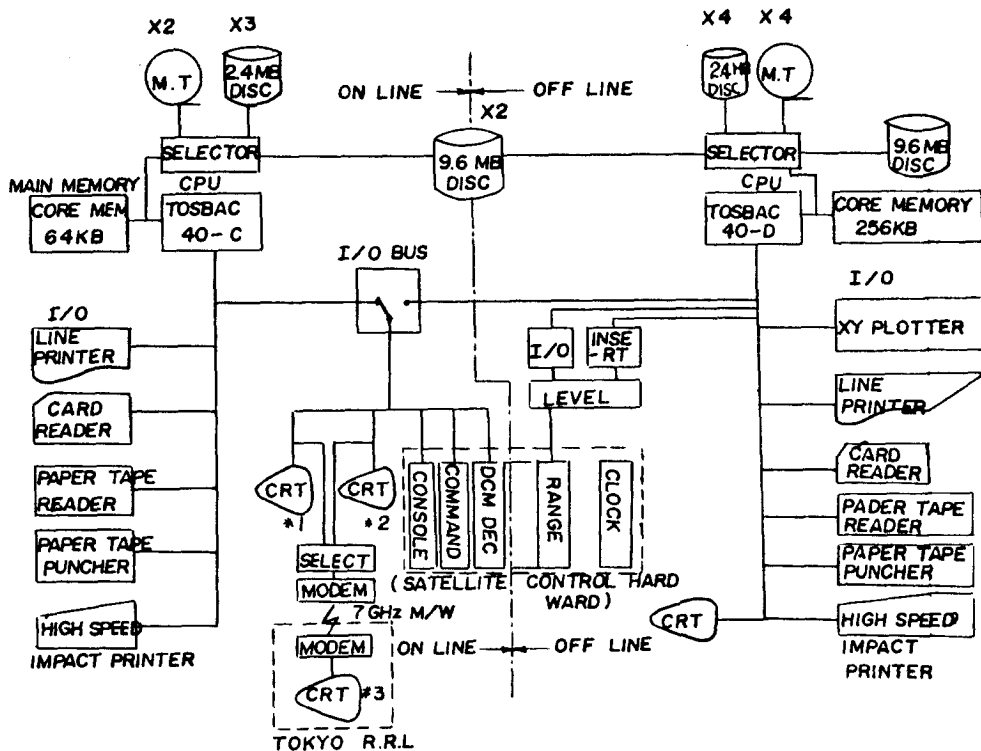 X2
X3
M.T
2.4MB
DISC
ON LINE
OFF LINE
X2
X4
X4
2.4MB
DISC
M.T
SELECTOR
9.6 MB
DISC
SELECTOR
9.6 MB
DISC
MAIN MEMORY
CORE MEM
64KB
CPU
TOSBAC
40-C
CPU
TOSBAC
40-D
CORE MEMORY
256KB
I/O BUS
I/O
LINE
PRINTER
CARD
READER
PAPER TAPE
READER
PAPER TAPE
PUNCHER
HIGH SPEED
IMPACT PRINTER
I/O
INSE
-RT
LEVEL
CRT
*1
CRT
*2
CONSOLE
COMMAND
DCM DEC
RANGE
CLOCK
SELECT
MODEM
(SATELLITE CONTROL HARD
WARD)
7GHz M/W
MODEM
CRT
*3
TOKYO R.R.L
ON LINE
OFF LINE
I/O
XY PLOTTER
LINE
PRINTER
CARD
READER
PADER TAPE
READER
PAPER TAPE
PUNCHER
CRT
HIGH SPEED
IMPACT
PRINTER